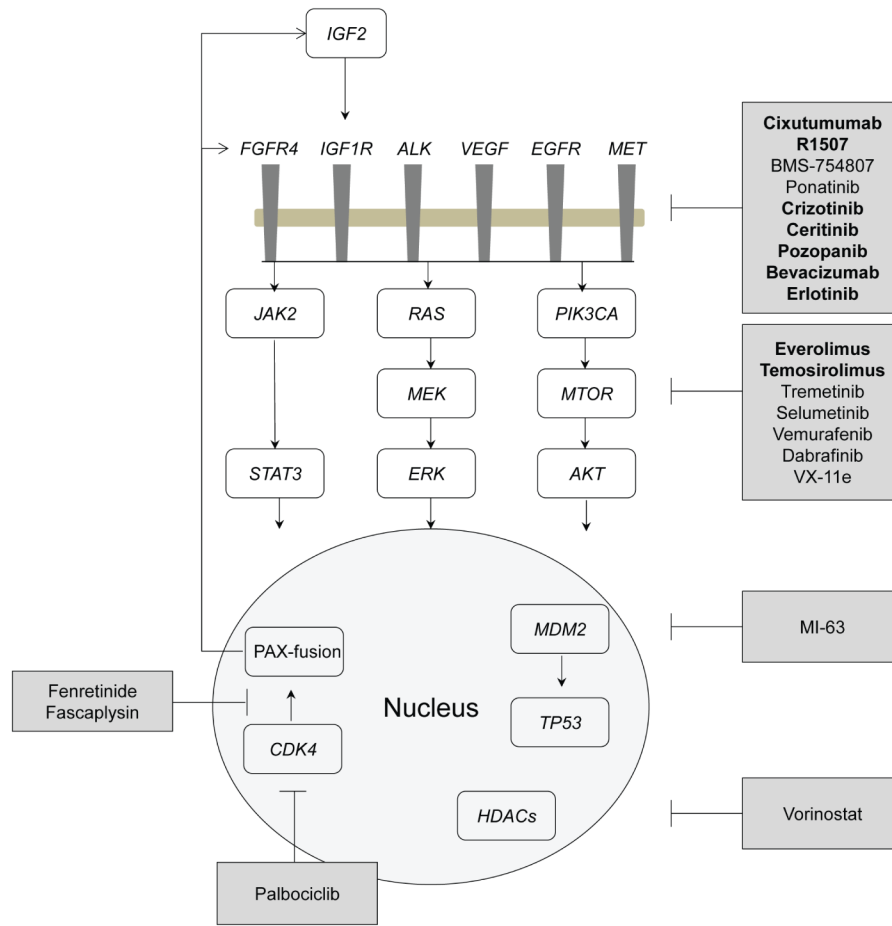 IGF2
FGFR4 IGF1R ALK VEGF EGFR MET
Cixutumumab
R1507
BMS-754807
Ponatinib
Crizotinib
Ceritinib
Pozopanib
Bevacizumab
Erlotinib
JAK2 RAS PIK3CA
MEK MTOR
STAT3 ERK AKT
Everolimus
Temosirolimus
Tremetinib
Selumetinib
Vemurafenib
Dabrafinib
VX-11e
MDM2
MI-63
PAX-fusion
Fenretinide
Fascaplysin
Nucleus
TP53
CDK4
HDACs
Vorinostat
Palbociclib